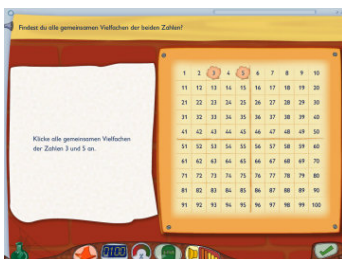 Findest du alle gemeinsamen Vielfachen der beiden Zahlen?
Klicke alle gemeinsamen Vielfachen
der Zahlen 3 und 5 an.
1 2 3 4 5 6 7 8 9 10
11 12 13 14 15 16 17 18 19 20
21 22 23 24 25 26 27 28 29 30
31 32 33 34 35 36 37 38 39 40
41 42 43 44 45 46 47 48 49 50
51 52 53 54 55 56 57 58 59 60
61 62 63 64 65 66 67 68 69 70
71 72 73 74 75 76 77 78 79 80
81 82 83 84 85 86 87 88 89 90
91 92 93 94 95 96 97 98 99 100